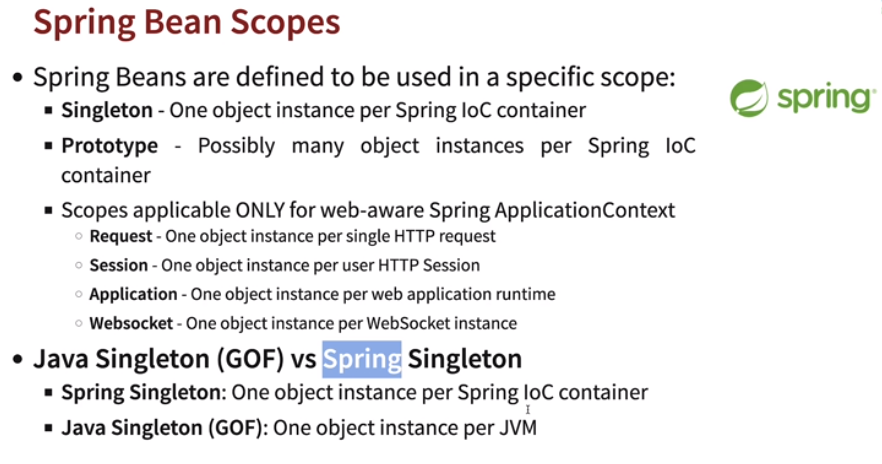 Spring Bean Scopes
• Spring Beans are defined to be used in a specific scope:
spring
▪ Singleton - One object instance per Spring IoC container
▪ Prototype - Possibly many object instances per Spring IoC
container
▪ Scopes applicable ONLY for web-aware Spring ApplicationContext
○ Request - One object instance per single HTTP request
○ Session - One object instance per user HTTP Session
○ Application - One object instance per web application runtime
○ Websocket - One object instance per WebSocket instance
• Java Singleton (GOF) vs Spring Singleton
▪ Spring Singleton: One object instance per Spring IoC container
▪ Java Singleton (GOF): One object instance per JVM